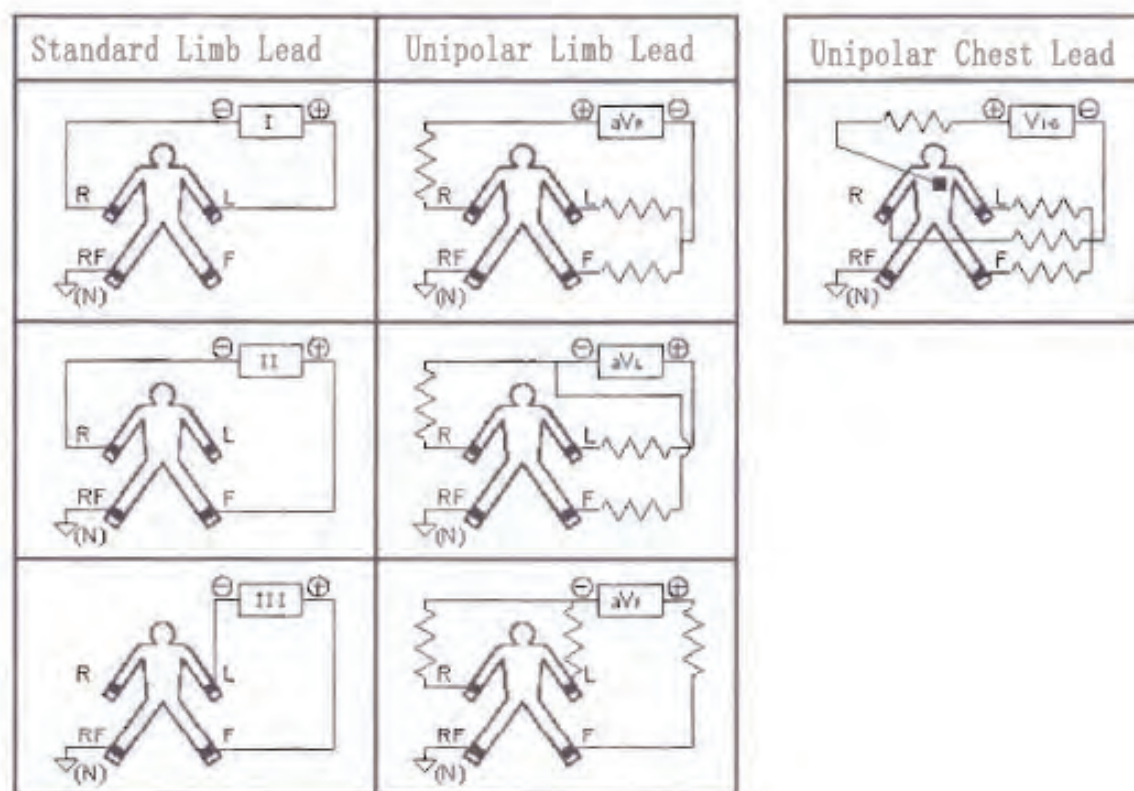 Standard Limb Lead
Unipolar Limb Lead
Unipolar Chest Lead
⊖ I ⊕
R L
RF F
(N)
⊕ aVR ⊖
R L
RF F
(N)
⊕ V1-6 ⊖
R L
RF F
(N)
⊖ II ⊕
R L
RF F
(N)
⊖ aVL ⊕
R L
RF F
(N)
⊖ III ⊕
R L
RF F
(N)
⊖ aVF ⊕
R L
RF F
(N)